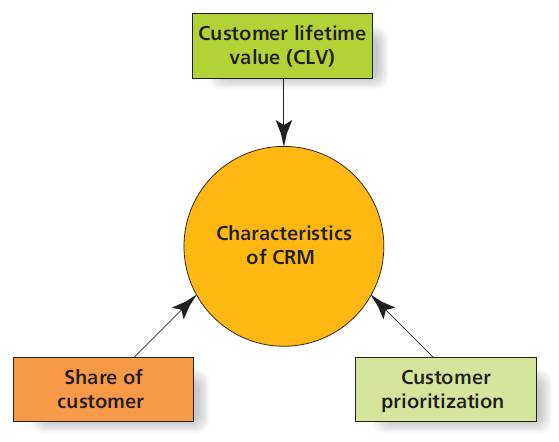 Customer lifetime
value (CLV)
Characteristics
of CRM
Share of
customer
Customer
prioritization